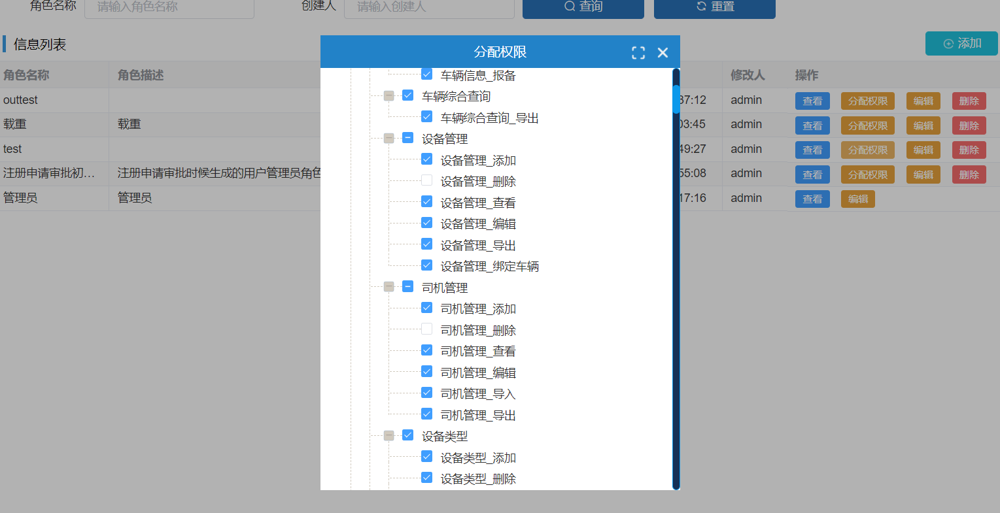 角色名称 请输入角色名称 创建人 请输入创建人 查询 重置
信息列表 添加
角色名称 角色描述 修改人 操作
outtest 37:12 admin 查看 分配权限 编辑 删除
载重 载重 03:45 admin 查看 分配权限 编辑 删除
test 49:27 admin 查看 分配权限 编辑 删除
注册申请审批初... 注册申请审批时候生成的用户管理员角色 55:08 admin 查看 分配权限 编辑 删除
管理员 管理员 17:16 admin 查看 编辑
分配权限
车辆信息_报备
车辆综合查询
车辆综合查询_导出
设备管理
设备管理_添加
设备管理_删除
设备管理_查看
设备管理_编辑
设备管理_导出
设备管理_绑定车辆
司机管理
司机管理_添加
司机管理_删除
司机管理_查看
司机管理_编辑
司机管理_导入
司机管理_导出
设备类型
设备类型_添加
设备类型_删除